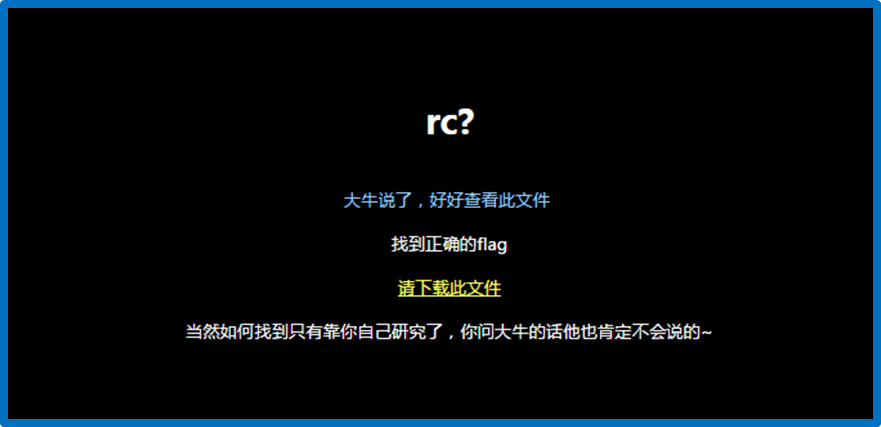 rc?
大牛说了，好好查看此文件
找到正确的flag
请下载此文件
当然如何找到只有靠你自己研究了，你问大牛的话他也肯定不会说的~